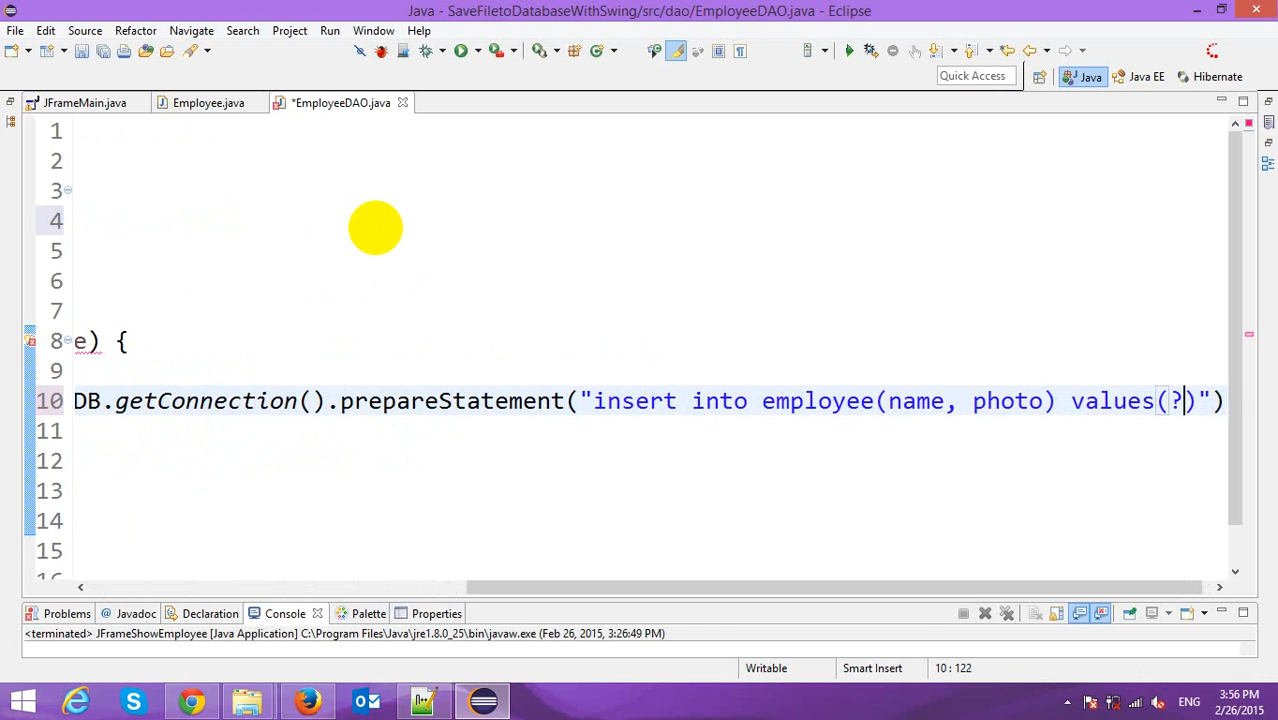 Java - SaveFiletoDatabaseWithSwing/src/dao/EmployeeDAO.java - Eclipse
File Edit Source Refactor Navigate Search Project Run Window Help
Quick Access Java Java EE Hibernate
JFrameMain.java Employee.java *EmployeeDAO.java
1
2
3
4
5
6
7
8 e) {
9
10 DB.getConnection().prepareStatement("insert into employee(name, photo) values(?)")
11
12
13
14
15
16
Problems @ Javadoc Declaration Console Palette Properties
<terminated> JFrameShowEmployee [Java Application] C:\Program Files\Java\jre1.8.0_25\bin\javaw.exe (Feb 26, 2015, 3:26:49 PM)
Writable Smart Insert 10 : 122
ENG 3:56 PM
2/26/2015